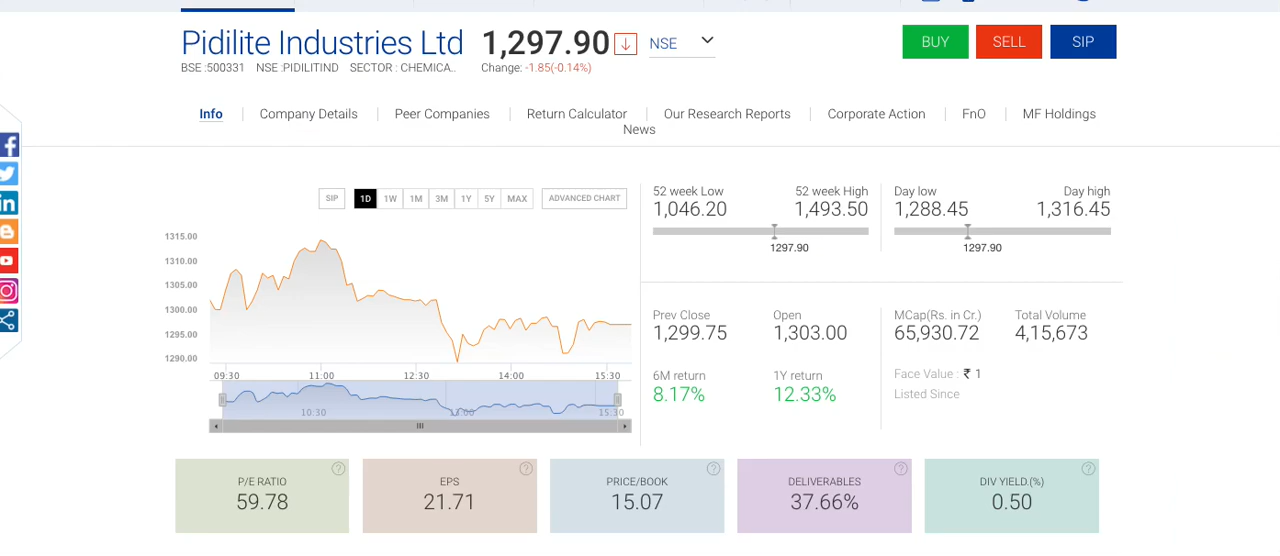 Pidilite Industries Ltd 1,297.90 NSE BUY SELL SIP
BSE :500331 NSE :PIDILITIND SECTOR : CHEMICA.. Change: -1.85(-0.14%)
Info Company Details Peer Companies Return Calculator Our Research Reports Corporate Action FnO MF Holdings
News
SIP 1D 1W 1M 3M 1Y 5Y MAX ADVANCED CHART
52 week Low 52 week High Day low Day high
1,046.20 1,493.50 1,288.45 1,316.45
1297.90 1297.90
1315.00
1310.00
1305.00
1300.00
1295.00
1290.00
09:30 11:00 12:30 14:00 15:30
10:30 13:00 15:30
Prev Close Open MCap(Rs. in Cr.) Total Volume
1,299.75 1,303.00 65,930.72 4,15,673
6M return 1Y return Face Value : ₹ 1
8.17% 12.33% Listed Since
P/E RATIO EPS PRICE/BOOK DELIVERABLES DIV YIELD.(%)
59.78 21.71 15.07 37.66% 0.50